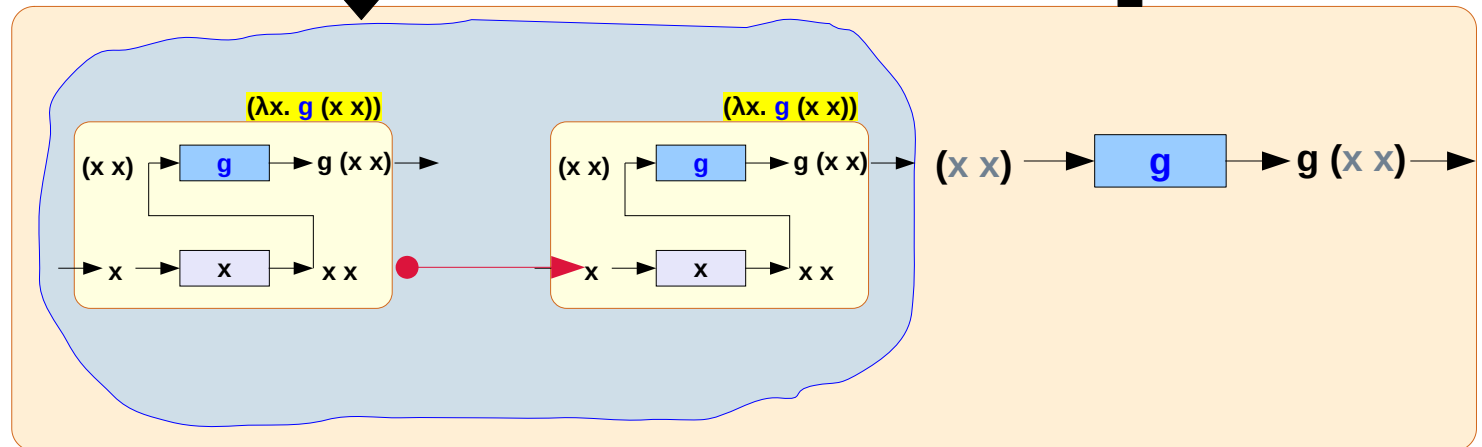 (λx. g (x x))
(λx. g (x x))
(x x) g g (x x)
(x x) g g (x x)
(x x) g g (x x)
x x x x
x x x x